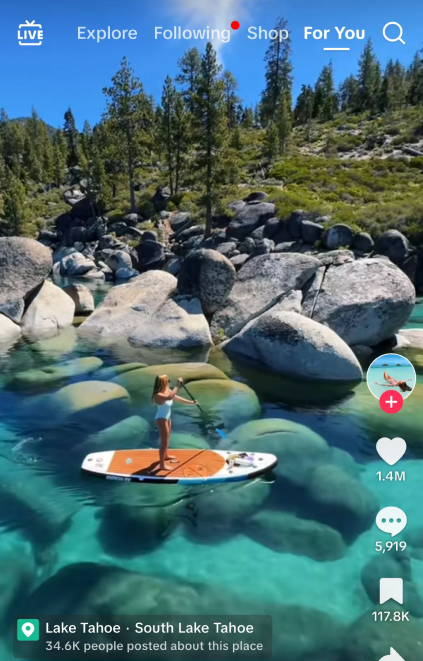 LIVE
Explore
Following
Shop
For You
1.4M
5,919
117.8K
Lake Tahoe · South Lake Tahoe
34.6K people posted about this place